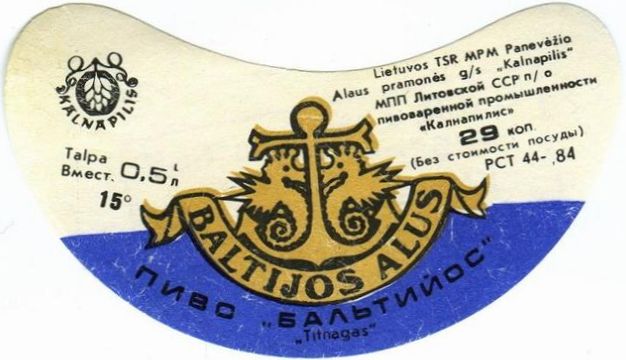 KALNAPILIS
Talpa
Вмест. 0,5 l
л
15°
Lietuvos TSR MPM Panevėžio
Alaus pramonės g/s „Kalnapilis"
МПП Литовской ССР п/о
пивоваренной промышленности
«Калнапилис»
29 коп.
(Без стоимости посуды)
РСТ 44-,84
BALTIJOS ALUS
ПИВО „БАЛЬТИЙОС"
„Titnagas"